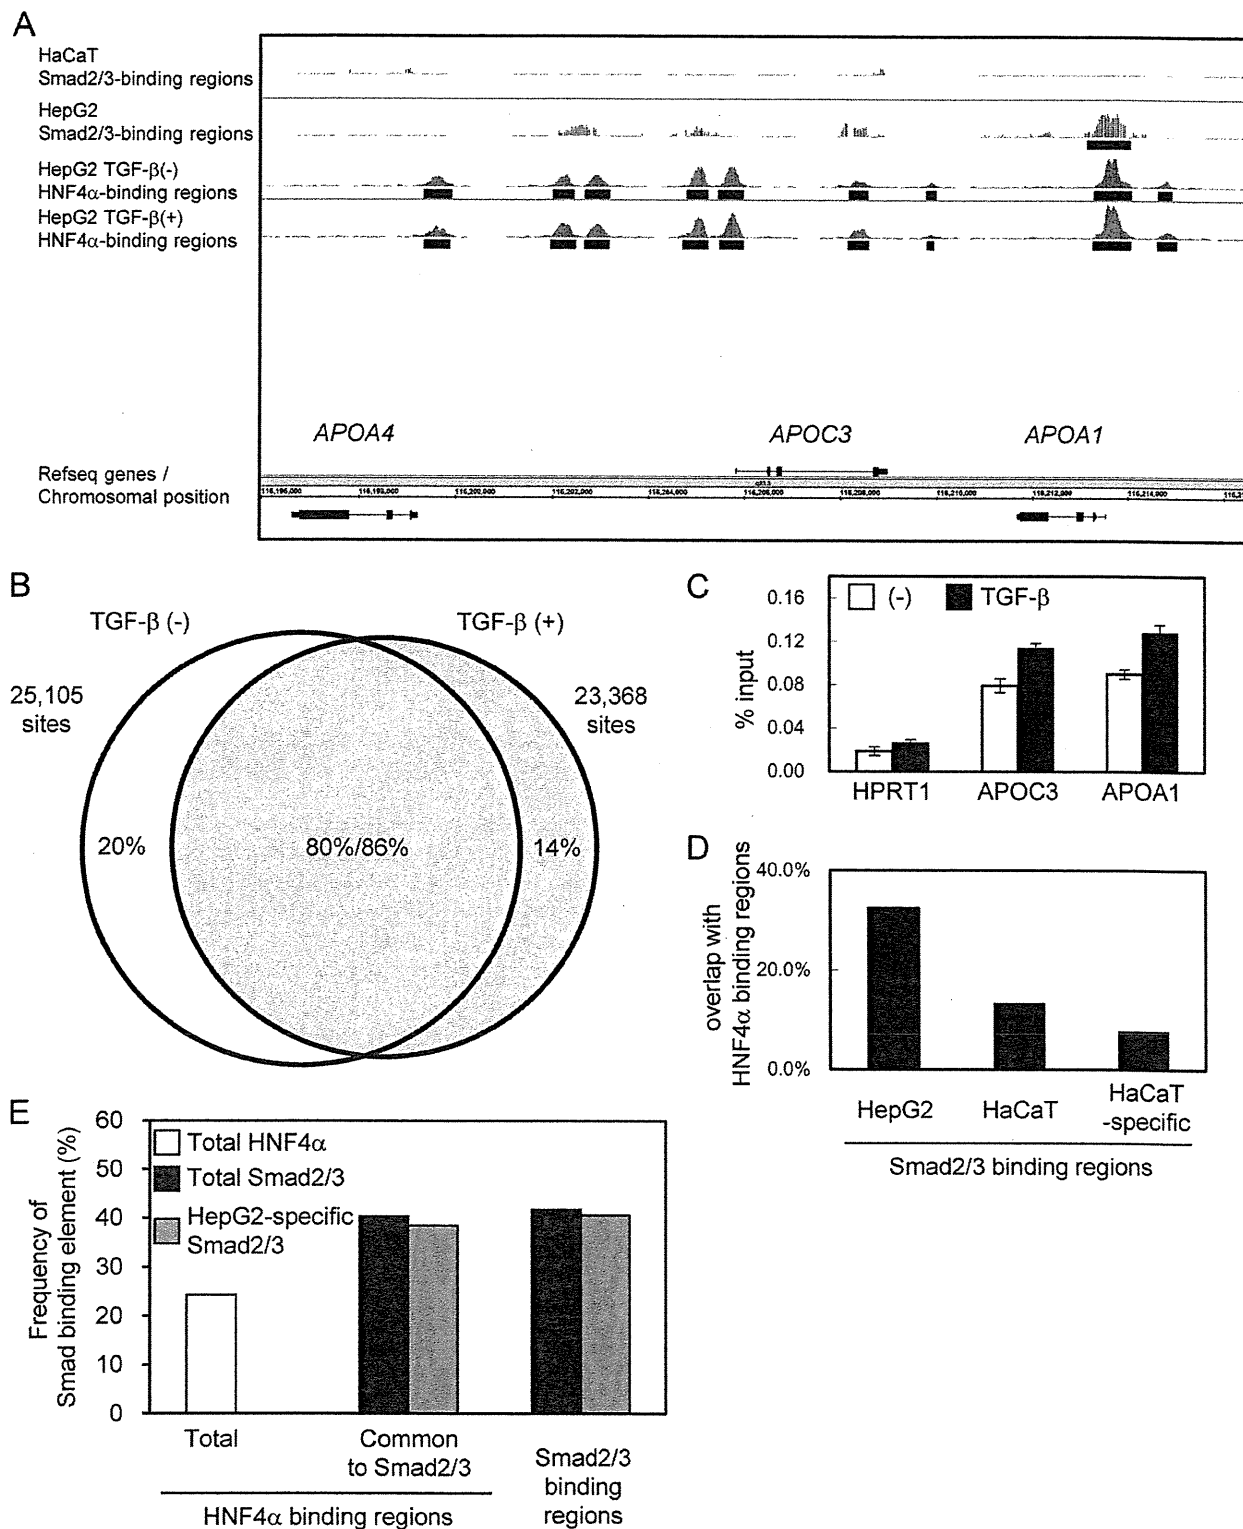 A
HaCaT
Smad2/3-binding regions
HepG2
Smad2/3-binding regions
HepG2 TGF-β(-)
HNF4α-binding regions
HepG2 TGF-β(+)
HNF4α-binding regions
APOA4
APOC3
APOA1
Refseq genes /
Chromosomal position
B
TGF-β (-)
TGF-β (+)
25,105
sites
23,368
sites
20%
80%/86%
14%
C
(-)
TGF-β
% input
0.16
0.12
0.08
0.04
0.00
HPRT1
APOC3
APOA1
D
overlap with
HNF4α binding regions
40.0%
20.0%
0.0%
HepG2
HaCaT
HaCaT
-specific
Smad2/3 binding regions
E
Frequency of
Smad binding element (%)
60
50
40
30
20
10
0
Total HNF4α
Total Smad2/3
HepG2-specific
Smad2/3
Total
Common
to Smad2/3
Smad2/3
binding
regions
HNF4α binding regions